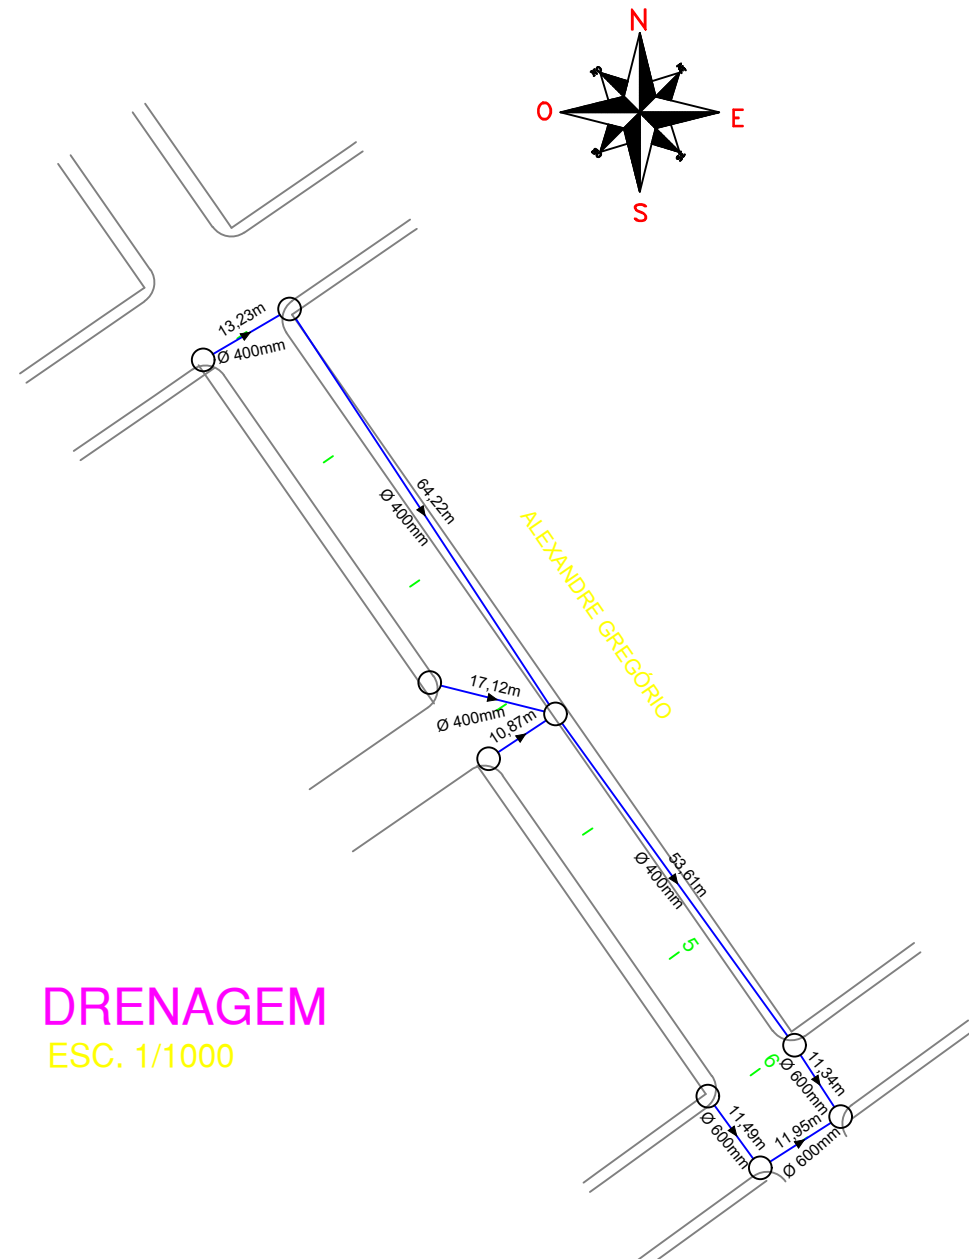 N
O
E
S
13,23m
Ø 400mm
64,22m
Ø 400mm
ALEXANDRE GREGÓRIO
17,12m
Ø 400mm
10,87m
53,61m
Ø 400mm
5
DRENAGEM
ESC. 1/1000
6
11,34m
Ø 600mm
11,49m
Ø 600mm
11,95m
Ø 600mm